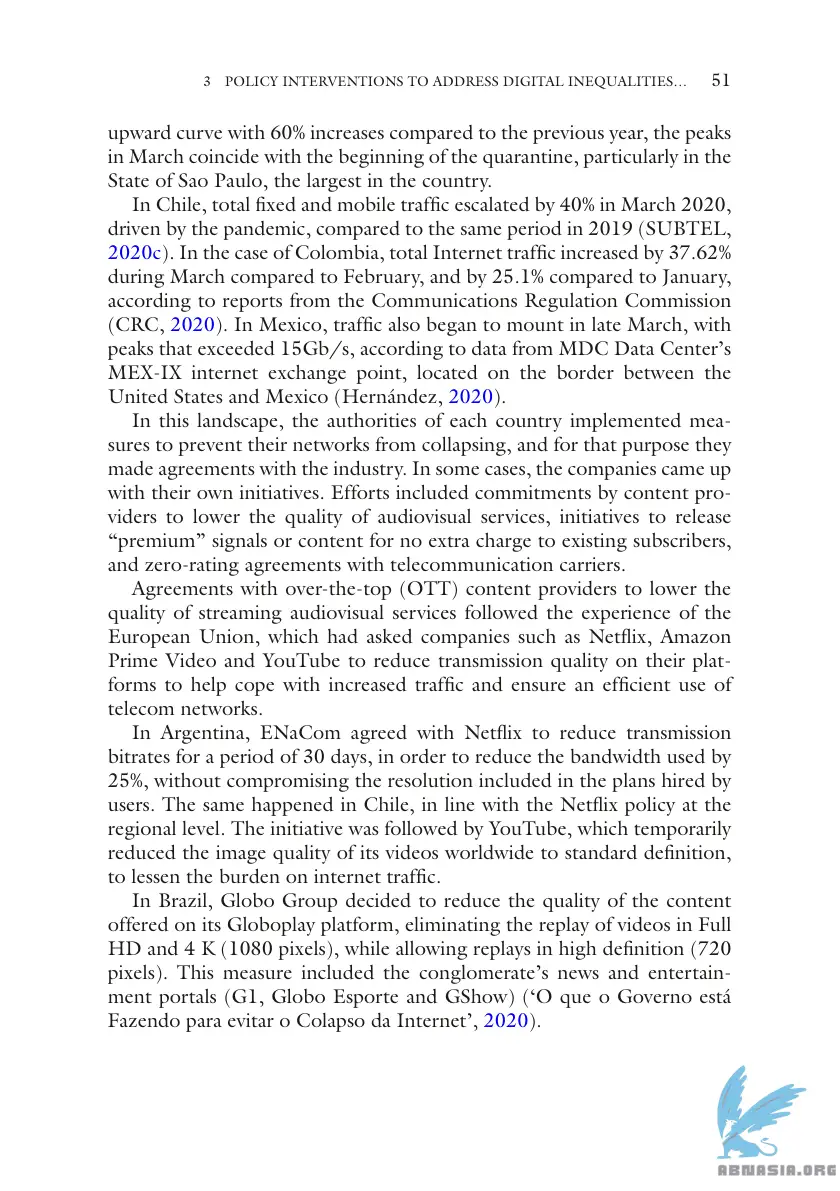 3 POLICY INTERVENTIONS TO ADDRESS DIGITAL INEQUALITIES… 51
upward curve with 60% increases compared to the previous year, the peaks
in March coincide with the beginning of the quarantine, particularly in the
State of Sao Paulo, the largest in the country.
In Chile, total fixed and mobile traffic escalated by 40% in March 2020,
driven by the pandemic, compared to the same period in 2019 (SUBTEL,
2020c). In the case of Colombia, total Internet traffic increased by 37.62%
during March compared to February, and by 25.1% compared to January,
according to reports from the Communications Regulation Commission
(CRC, 2020). In Mexico, traffic also began to mount in late March, with
peaks that exceeded 15Gb/s, according to data from MDC Data Center’s
MEX-IX internet exchange point, located on the border between the
United States and Mexico (Hernández, 2020).
In this landscape, the authorities of each country implemented mea-
sures to prevent their networks from collapsing, and for that purpose they
made agreements with the industry. In some cases, the companies came up
with their own initiatives. Efforts included commitments by content pro-
viders to lower the quality of audiovisual services, initiatives to release
“premium” signals or content for no extra charge to existing subscribers,
and zero-rating agreements with telecommunication carriers.
Agreements with over-the-top (OTT) content providers to lower the
quality of streaming audiovisual services followed the experience of the
European Union, which had asked companies such as Netflix, Amazon
Prime Video and YouTube to reduce transmission quality on their plat-
forms to help cope with increased traffic and ensure an efficient use of
telecom networks.
In Argentina, ENaCom agreed with Netflix to reduce transmission
bitrates for a period of 30 days, in order to reduce the bandwidth used by
25%, without compromising the resolution included in the plans hired by
users. The same happened in Chile, in line with the Netflix policy at the
regional level. The initiative was followed by YouTube, which temporarily
reduced the image quality of its videos worldwide to standard definition,
to lessen the burden on internet traffic.
In Brazil, Globo Group decided to reduce the quality of the content
offered on its Globoplay platform, eliminating the replay of videos in Full
HD and 4 K (1080 pixels), while allowing replays in high definition (720
pixels). This measure included the conglomerate’s news and entertain-
ment portals (G1, Globo Esporte and GShow) (‘O que o Governo está
Fazendo para evitar o Colapso da Internet’, 2020).
ABNASIA.ORG